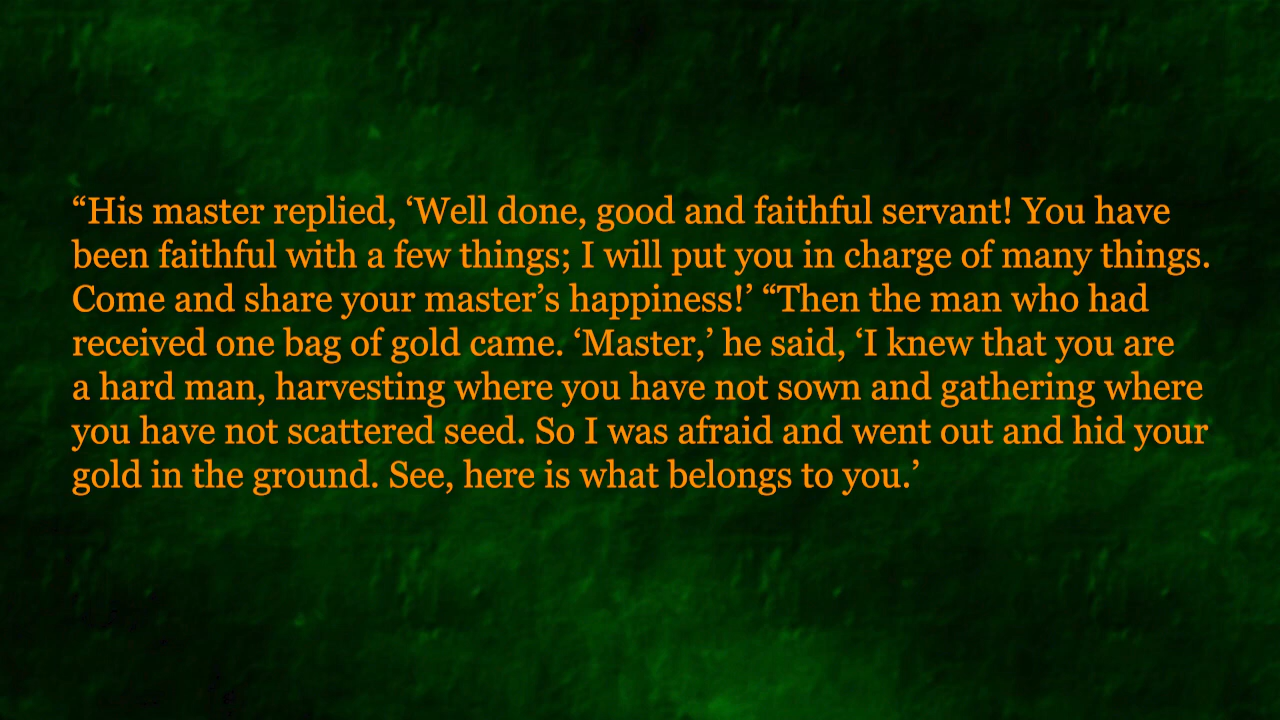 “His master replied, ‘Well done, good and faithful servant! You have
been faithful with a few things; I will put you in charge of many things.
Come and share your master’s happiness!’ “Then the man who had
received one bag of gold came. ‘Master,’ he said, ‘I knew that you are
a hard man, harvesting where you have not sown and gathering where
you have not scattered seed. So I was afraid and went out and hid your
gold in the ground. See, here is what belongs to you.’